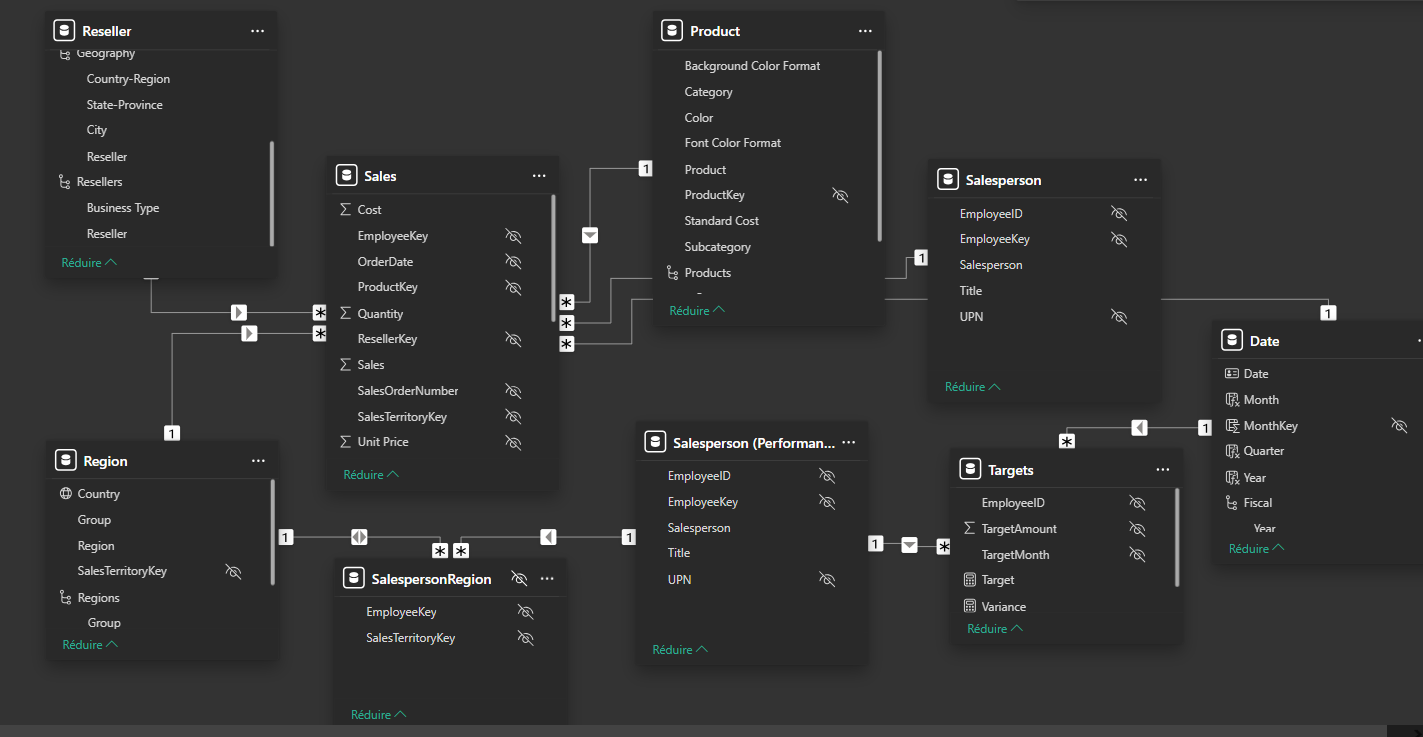 Reseller
Geography
Country-Region
State-Province
City
Reseller
Resellers
Business Type
Reseller
Réduire
Sales
Cost
EmployeeKey
OrderDate
ProductKey
Quantity
ResellerKey
Sales
SalesOrderNumber
SalesTerritoryKey
Unit Price
Réduire
Product
Background Color Format
Category
Color
Font Color Format
Product
ProductKey
Standard Cost
Subcategory
Products
Réduire
Salesperson
EmployeeID
EmployeeKey
Salesperson
Title
UPN
Réduire
Date
Date
Month
MonthKey
Quarter
Year
Fiscal
Year
Réduire
Region
Country
Group
Region
SalesTerritoryKey
Regions
Group
Réduire
SalespersonRegion
EmployeeKey
SalesTerritoryKey
Réduire
Salesperson (Performan...
EmployeeID
EmployeeKey
Salesperson
Title
UPN
Réduire
Targets
EmployeeID
TargetAmount
TargetMonth
Target
Variance
Réduire
1
*
*
1
*
*
*
1
1
1
*
1
*
*
1
1
*